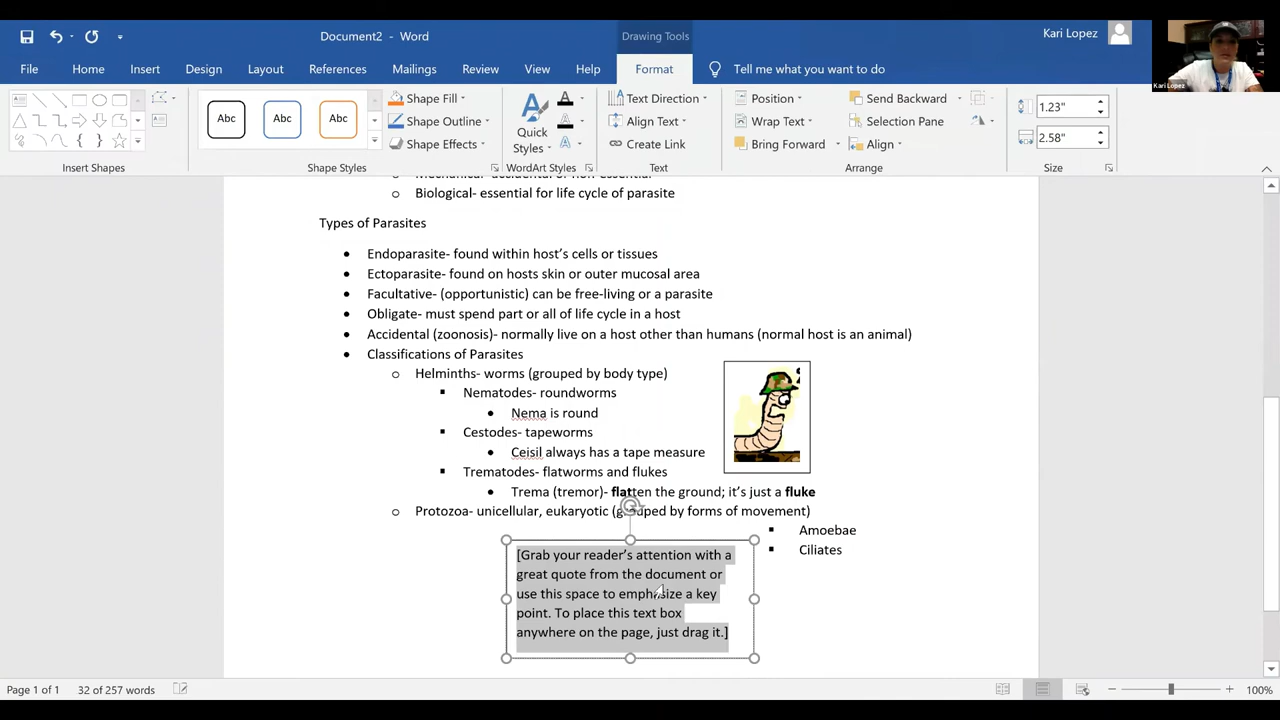 Document2 - Word
Drawing Tools
Kari Lopez
Kari Lopez
File Home Insert Design Layout References Mailings Review View Help Format Tell me what you want to do
Abc Abc Abc
Shape Fill
Shape Outline
Shape Effects
Quick
Styles
A
A
A
Text Direction
Align Text
Create Link
Position
Wrap Text
Bring Forward
Send Backward
Selection Pane
Align
1.23"
2.58"
Insert Shapes Shape Styles WordArt Styles Text Arrange Size
o Biological- essential for life cycle of parasite
Types of Parasites
• Endoparasite- found within host’s cells or tissues
• Ectoparasite- found on hosts skin or outer mucosal area
• Facultative- (opportunistic) can be free-living or a parasite
• Obligate- must spend part or all of life cycle in a host
• Accidental (zoonosis)- normally live on a host other than humans (normal host is an animal)
• Classifications of Parasites
o Helminths- worms (grouped by body type)
▪ Nematodes- roundworms
• Nema is round
▪ Cestodes- tapeworms
• Ceisil always has a tape measure
▪ Trematodes- flatworms and flukes
• Trema (tremor)- flatten the ground; it’s just a fluke
o Protozoa- unicellular, eukaryotic (grouped by forms of movement)
▪ Amoebae
▪ Ciliates
[Grab your reader’s attention with a
great quote from the document or
use this space to emphasize a key
point. To place this text box
anywhere on the page, just drag it.]
Page 1 of 1 32 of 257 words 100%